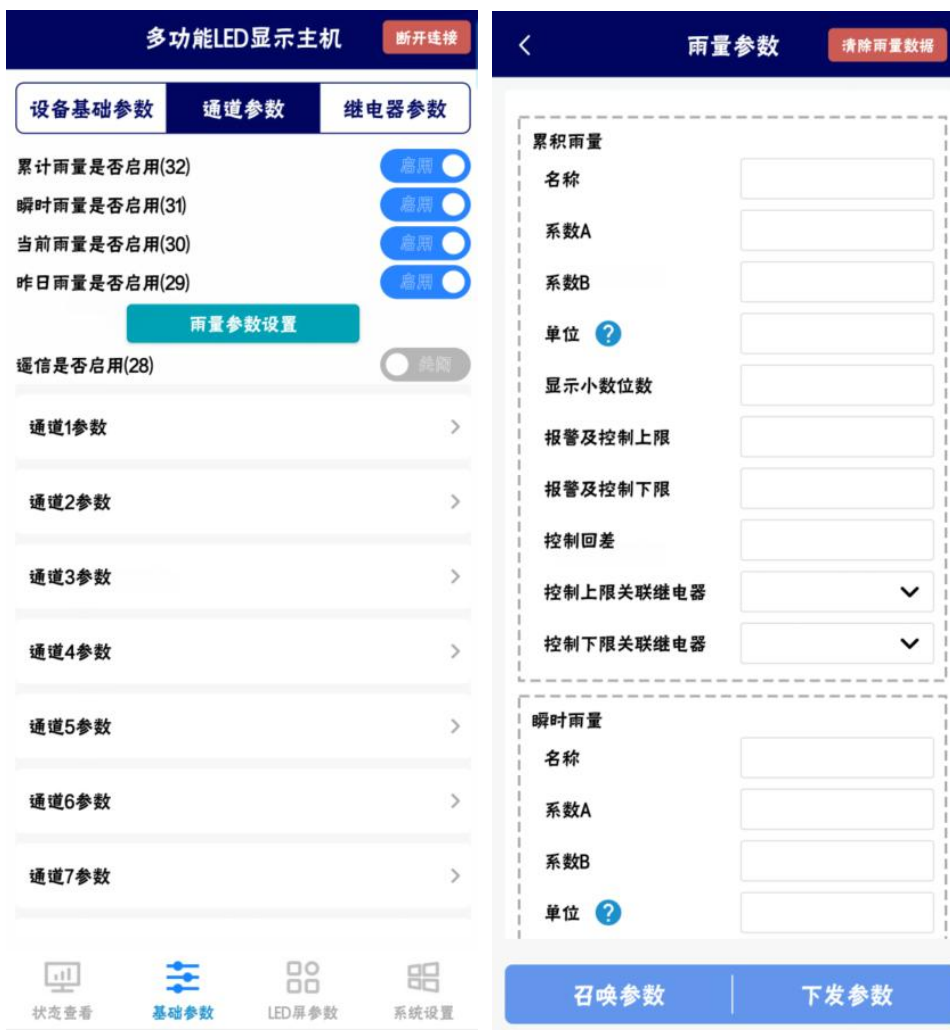 多功能LED显示主机
断开连接
设备基础参数
通道参数
继电器参数
累计雨量是否启用(32)
启用
瞬时雨量是否启用(31)
启用
当前雨量是否启用(30)
启用
昨日雨量是否启用(29)
启用
雨量参数设置
遥信是否启用(28)
关闭
通道1参数
通道2参数
通道3参数
通道4参数
通道5参数
通道6参数
通道7参数
状态查看
基础参数
LED屏参数
系统设置
雨量参数
清除雨量数据
累积雨量
名称
系数A
系数B
单位 ?
显示小数位数
报警及控制上限
报警及控制下限
控制回差
控制上限关联继电器
控制下限关联继电器
瞬时雨量
名称
系数A
系数B
单位 ?
召唤参数
下发参数